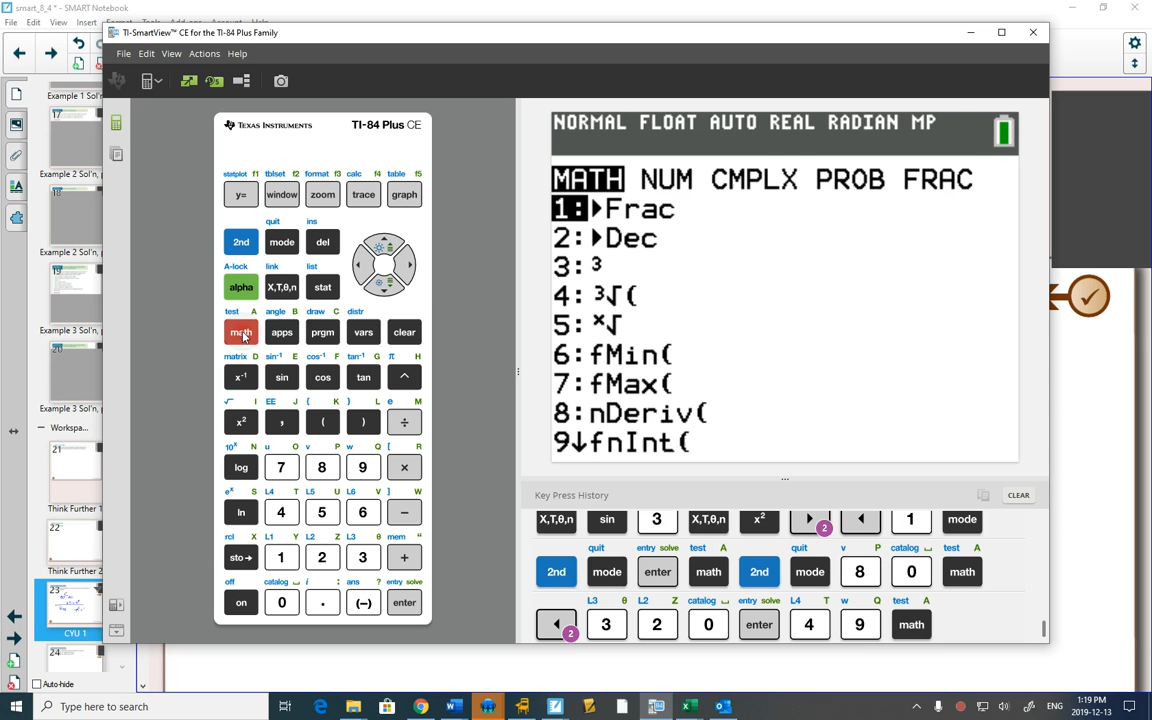 smart_8_4 * - SMART Notebook
File Edit View Insert Format Tools Add-ons Account Help
TI-SmartView™ CE for the TI-84 Plus Family
File Edit View Actions Help
Example 1 Sol'n
17
Example 2 Sol'n,
18
Example 2 Sol'n,
19
Example 3 Sol'n,
20
Example 3 Sol'n,
Workspa...
21
Think Further 1
22
Think Further 2
23
CYU 1
24
Auto-hide
TEXAS INSTRUMENTS TI-84 Plus CE
statplot f1 tblset f2 format f3 calc f4 table f5
y= window zoom trace graph
quit ins
2nd mode del
A-lock link list
alpha X,T,θ,n stat
test A angle B draw C distr
math apps prgm vars clear
matrix D sin⁻¹ E cos⁻¹ F tan⁻¹ G π H
x⁻¹ sin cos tan ^
√ I EE J { K } L e M
x² , ( ) ÷
10ˣ N u O v P w Q [ R
log 7 8 9 ×
eˣ S L4 T L5 U L6 V ] W
ln 4 5 6 −
rcl X L1 Y L2 Z L3 θ mem "
sto→ 1 2 3 +
off catalog ⎵ i : ans ? entry solve
on 0 . (−) enter
NORMAL FLOAT AUTO REAL RADIAN MP
MATH NUM CMPLX PROB FRAC
1:▶Frac
2:▶Dec
3:³
4:³√(
5:ˣ√
6:fMin(
7:fMax(
8:nDeriv(
9↓fnInt(
Key Press History
CLEAR
X,T,θ,n sin 3 X,T,θ,n x² 2 1 mode
quit entry solve test A quit v P catalog ⎵ test A
2nd mode enter math 2nd mode 8 0 math
L3 θ L2 Z catalog ⎵ entry solve L4 T w Q test A
2 3 2 0 enter 4 9 math
Type here to search
ENG
1:19 PM
2019-12-13